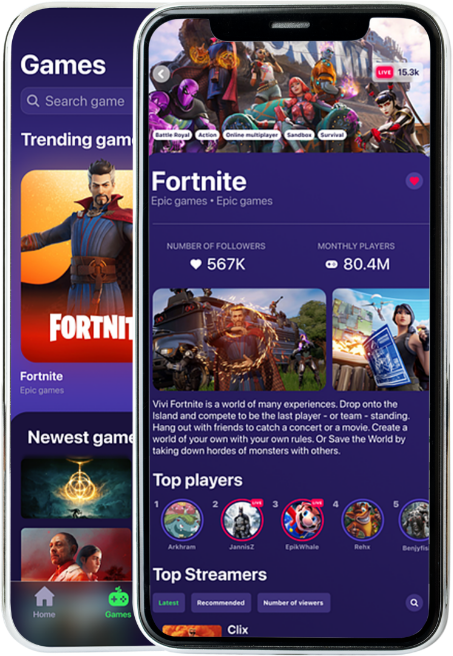 Games
Search game
Trending gam
FORTNIT
Fortnite
Epic games
Newest game
Home
Games
LIVE 15.3k
Battle Royal Action Online multiplayer Sandbox Survival
Fortnite
Epic games • Epic games
NUMBER OF FOLLOWERS MONTHLY PLAYERS
567K 80.4M
Vivi Fortnite is a world of many experiences. Drop onto the
Island and compete to be the last player - or team - standing.
Hang out with friends to catch a concert or a movie. Create a
world of your own with your own rules. Or Save the World by
taking down hordes of monsters with others.
Top players
1 2 LIVE 3 LIVE 4 5
Arkhram JannisZ EpikWhale Rehx Benjyfis
Top Streamers
Latest Recommended Number of viewers
Clix